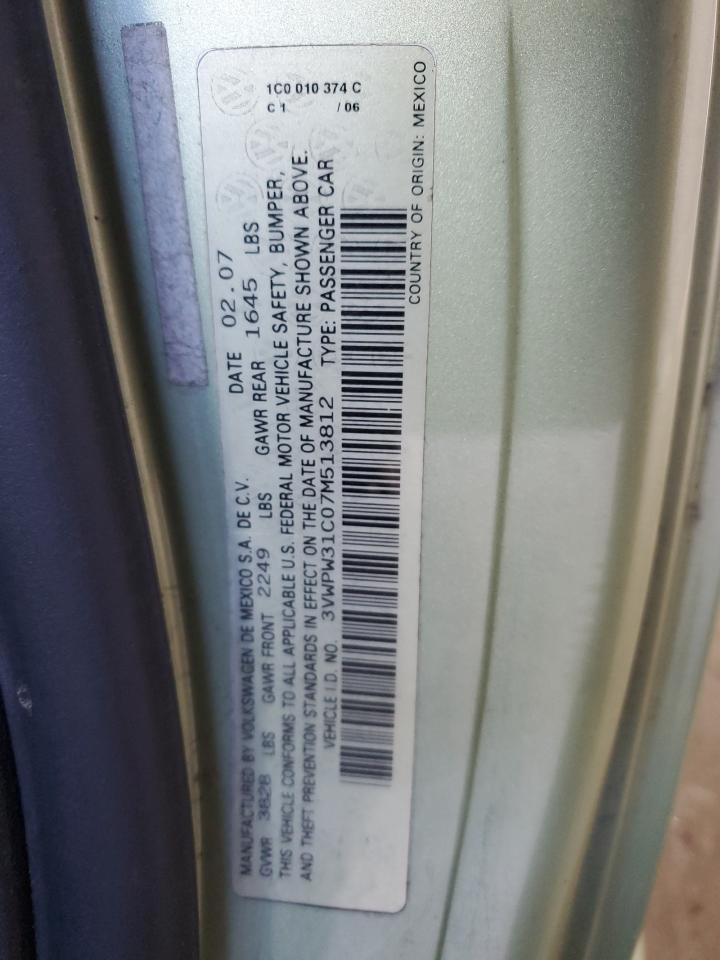 1C0 010 374 C
C 1 / 06
MANUFACTURED BY VOLKSWAGEN DE MEXICO S.A. DE C.V. DATE 02.07
GVWR 3828 LBS GAWR FRONT 2249 LBS GAWR REAR 1645 LBS
THIS VEHICLE CONFORMS TO ALL APPLICABLE U.S. FEDERAL MOTOR VEHICLE SAFETY, BUMPER,
AND THEFT PREVENTION STANDARDS IN EFFECT ON THE DATE OF MANUFACTURE SHOWN ABOVE.
VEHICLE I.D. NO. 3VWPW31C07M513812 TYPE: PASSENGER CAR
COUNTRY OF ORIGIN: MEXICO